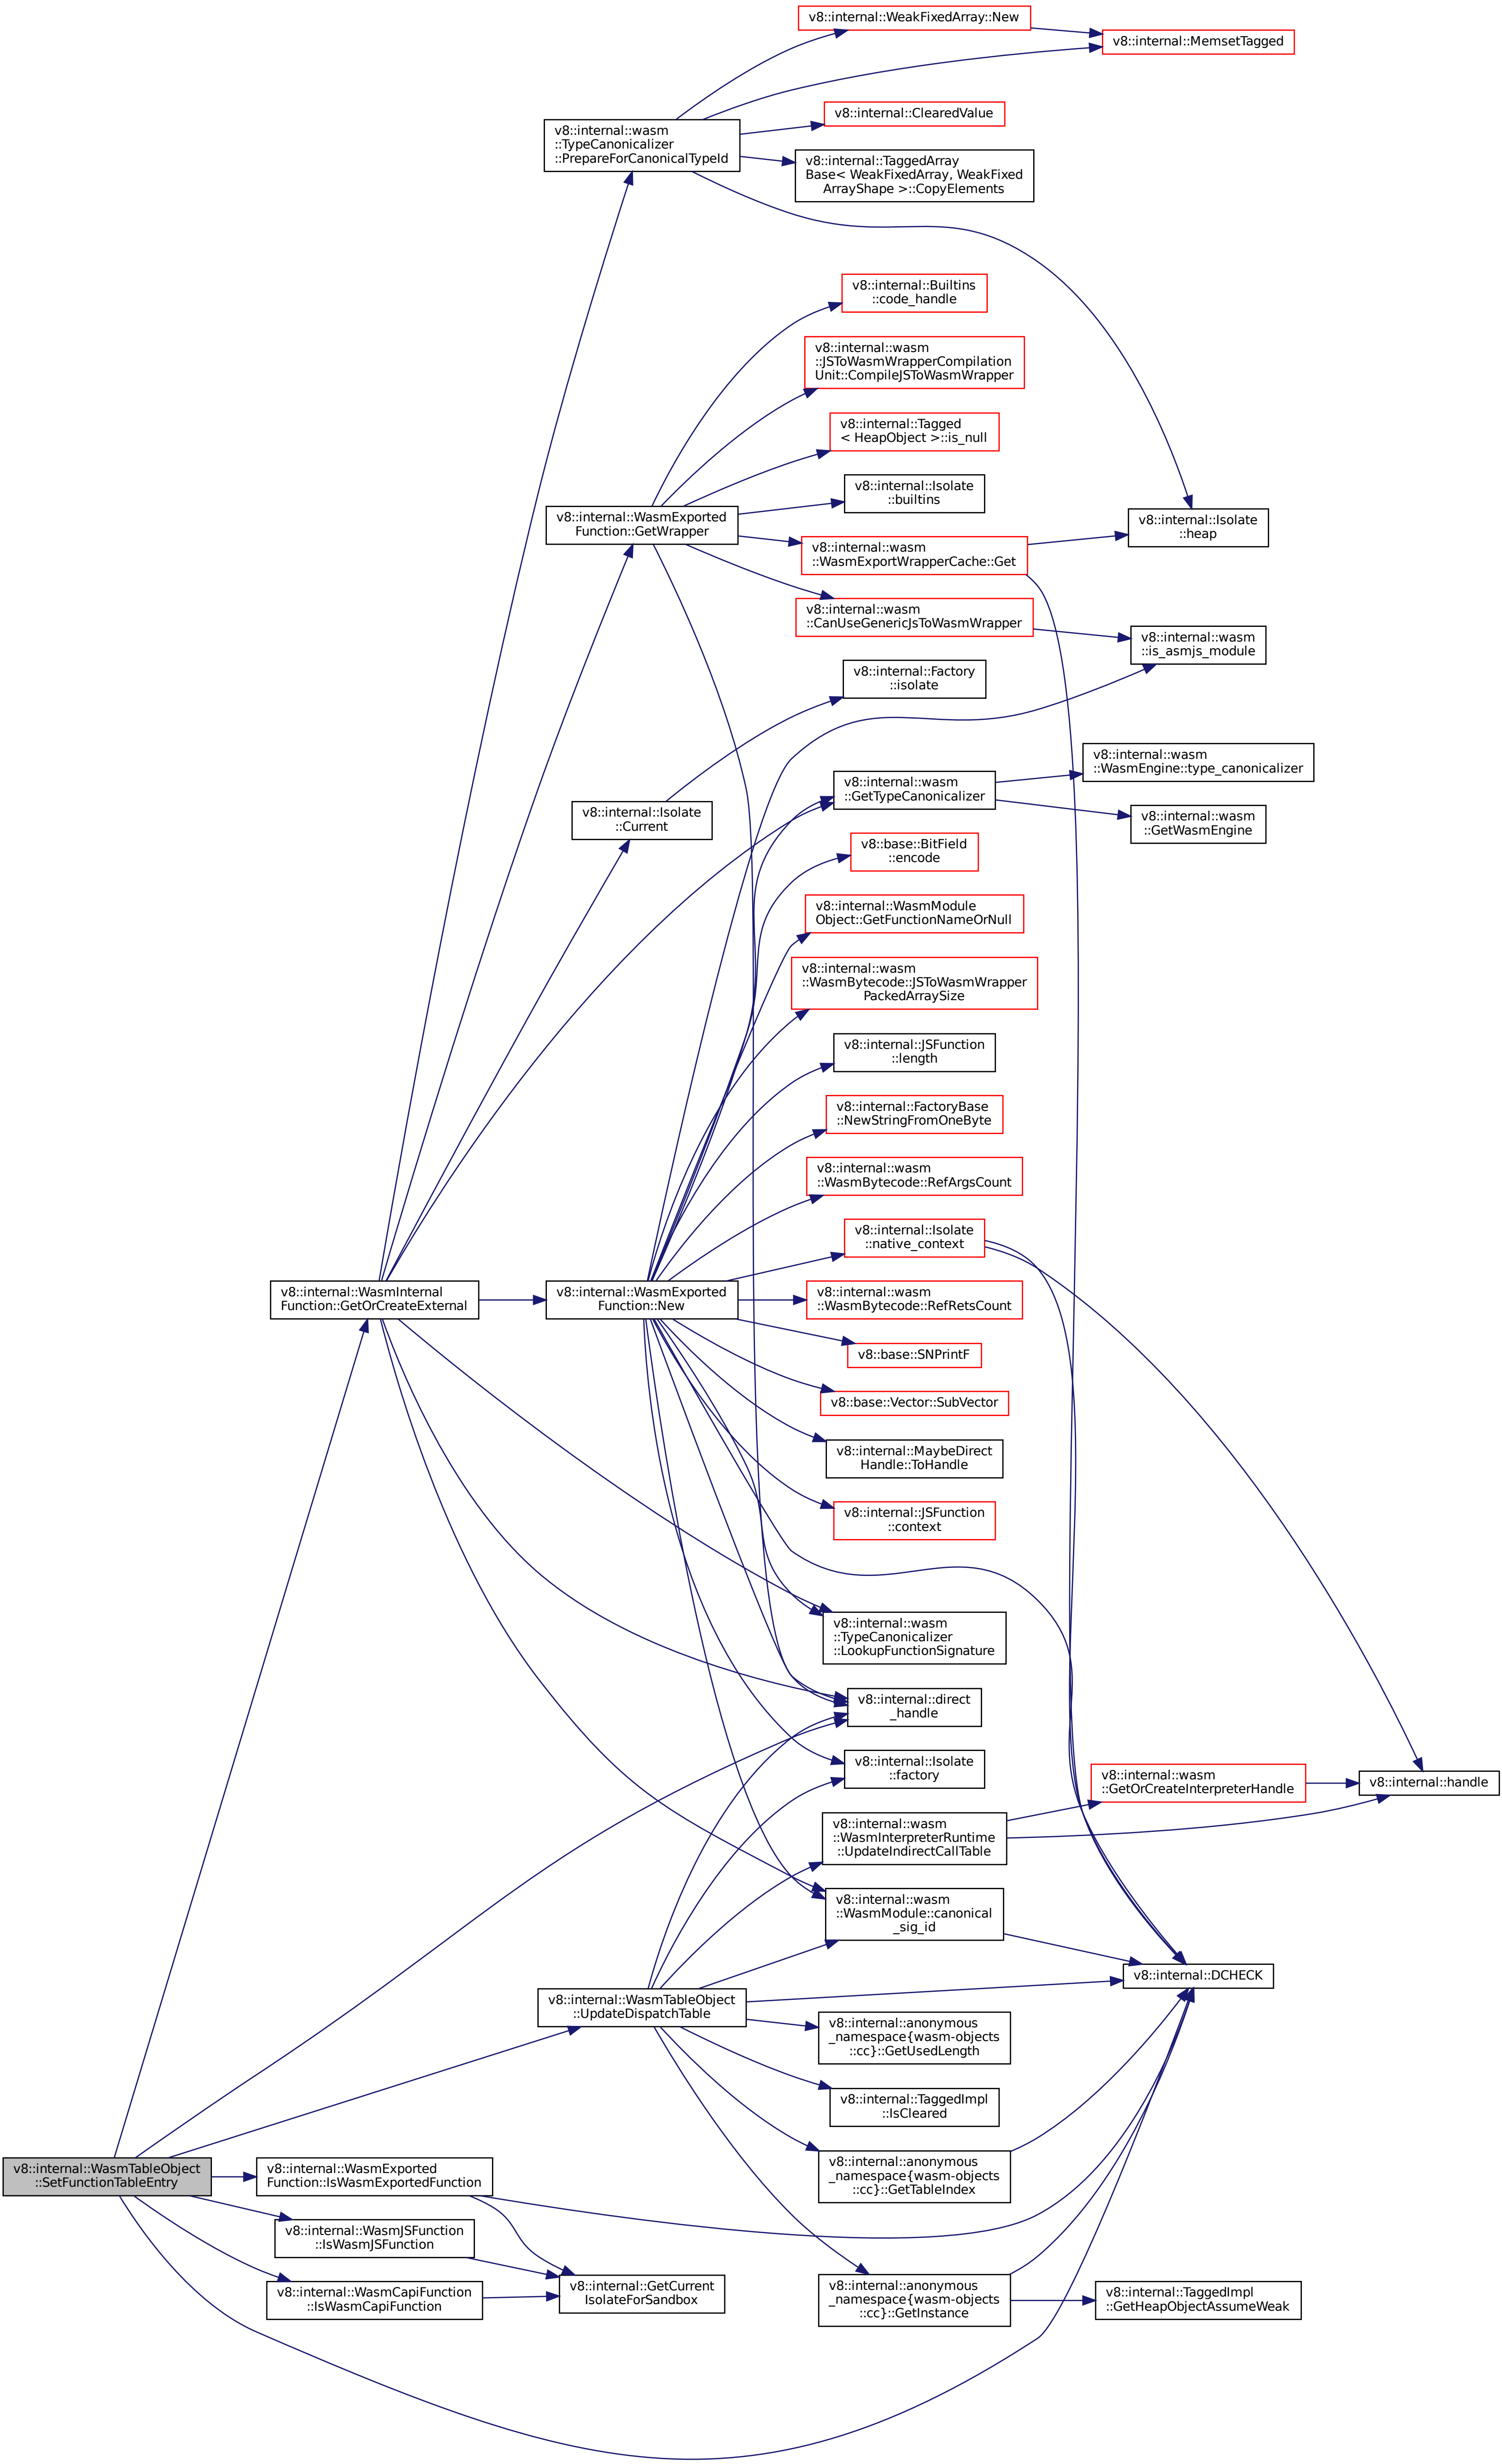 v8::internal::WeakFixedArray::New
v8::internal::MemsetTagged
v8::internal::ClearedValue
v8::internal::wasm
::TypeCanonicalizer
::PrepareForCanonicalTypeId
v8::internal::TaggedArray
Base< WeakFixedArray, WeakFixed
ArrayShape >::CopyElements
v8::internal::Builtins
::code_handle
v8::internal::wasm
::JSToWasmWrapperCompilation
Unit::CompileJSToWasmWrapper
v8::internal::Tagged
< HeapObject >::is_null
v8::internal::Isolate
::builtins
v8::internal::WasmExported
Function::GetWrapper
v8::internal::wasm
::WasmExportWrapperCache::Get
v8::internal::Isolate
::heap
v8::internal::wasm
::CanUseGenericJsToWasmWrapper
v8::internal::wasm
::is_asmjs_module
v8::internal::Factory
::isolate
v8::internal::wasm
::WasmEngine::type_canonicalizer
v8::internal::wasm
::GetTypeCanonicalizer
v8::internal::Isolate
::Current
v8::internal::wasm
::GetWasmEngine
v8::base::BitField
::encode
v8::internal::WasmModule
Object::GetFunctionNameOrNull
v8::internal::wasm
::WasmBytecode::JSToWasmWrapper
PackedArraySize
v8::internal::JSFunction
::length
v8::internal::FactoryBase
::NewStringFromOneByte
v8::internal::wasm
::WasmBytecode::RefArgsCount
v8::internal::Isolate
::native_context
v8::internal::WasmInternal
Function::GetOrCreateExternal
v8::internal::WasmExported
Function::New
v8::internal::wasm
::WasmBytecode::RefRetsCount
v8::base::SNPrintF
v8::base::Vector::SubVector
v8::internal::MaybeDirect
Handle::ToHandle
v8::internal::JSFunction
::context
v8::internal::wasm
::TypeCanonicalizer
::LookupFunctionSignature
v8::internal::direct
_handle
v8::internal::Isolate
::factory
v8::internal::wasm
::GetOrCreateInterpreterHandle
v8::internal::handle
v8::internal::wasm
::WasmInterpreterRuntime
::UpdateIndirectCallTable
v8::internal::wasm
::WasmModule::canonical
_sig_id
v8::internal::DCHECK
v8::internal::WasmTableObject
::UpdateDispatchTable
v8::internal::anonymous
_namespace{wasm-objects
::cc}::GetUsedLength
v8::internal::TaggedImpl
::IsCleared
v8::internal::anonymous
_namespace{wasm-objects
::cc}::GetTableIndex
v8::internal::WasmTableObject
::SetFunctionTableEntry
v8::internal::WasmExported
Function::IsWasmExportedFunction
v8::internal::WasmJSFunction
::IsWasmJSFunction
v8::internal::WasmCapiFunction
::IsWasmCapiFunction
v8::internal::GetCurrent
IsolateForSandbox
v8::internal::anonymous
_namespace{wasm-objects
::cc}::GetInstance
v8::internal::TaggedImpl
::GetHeapObjectAssumeWeak